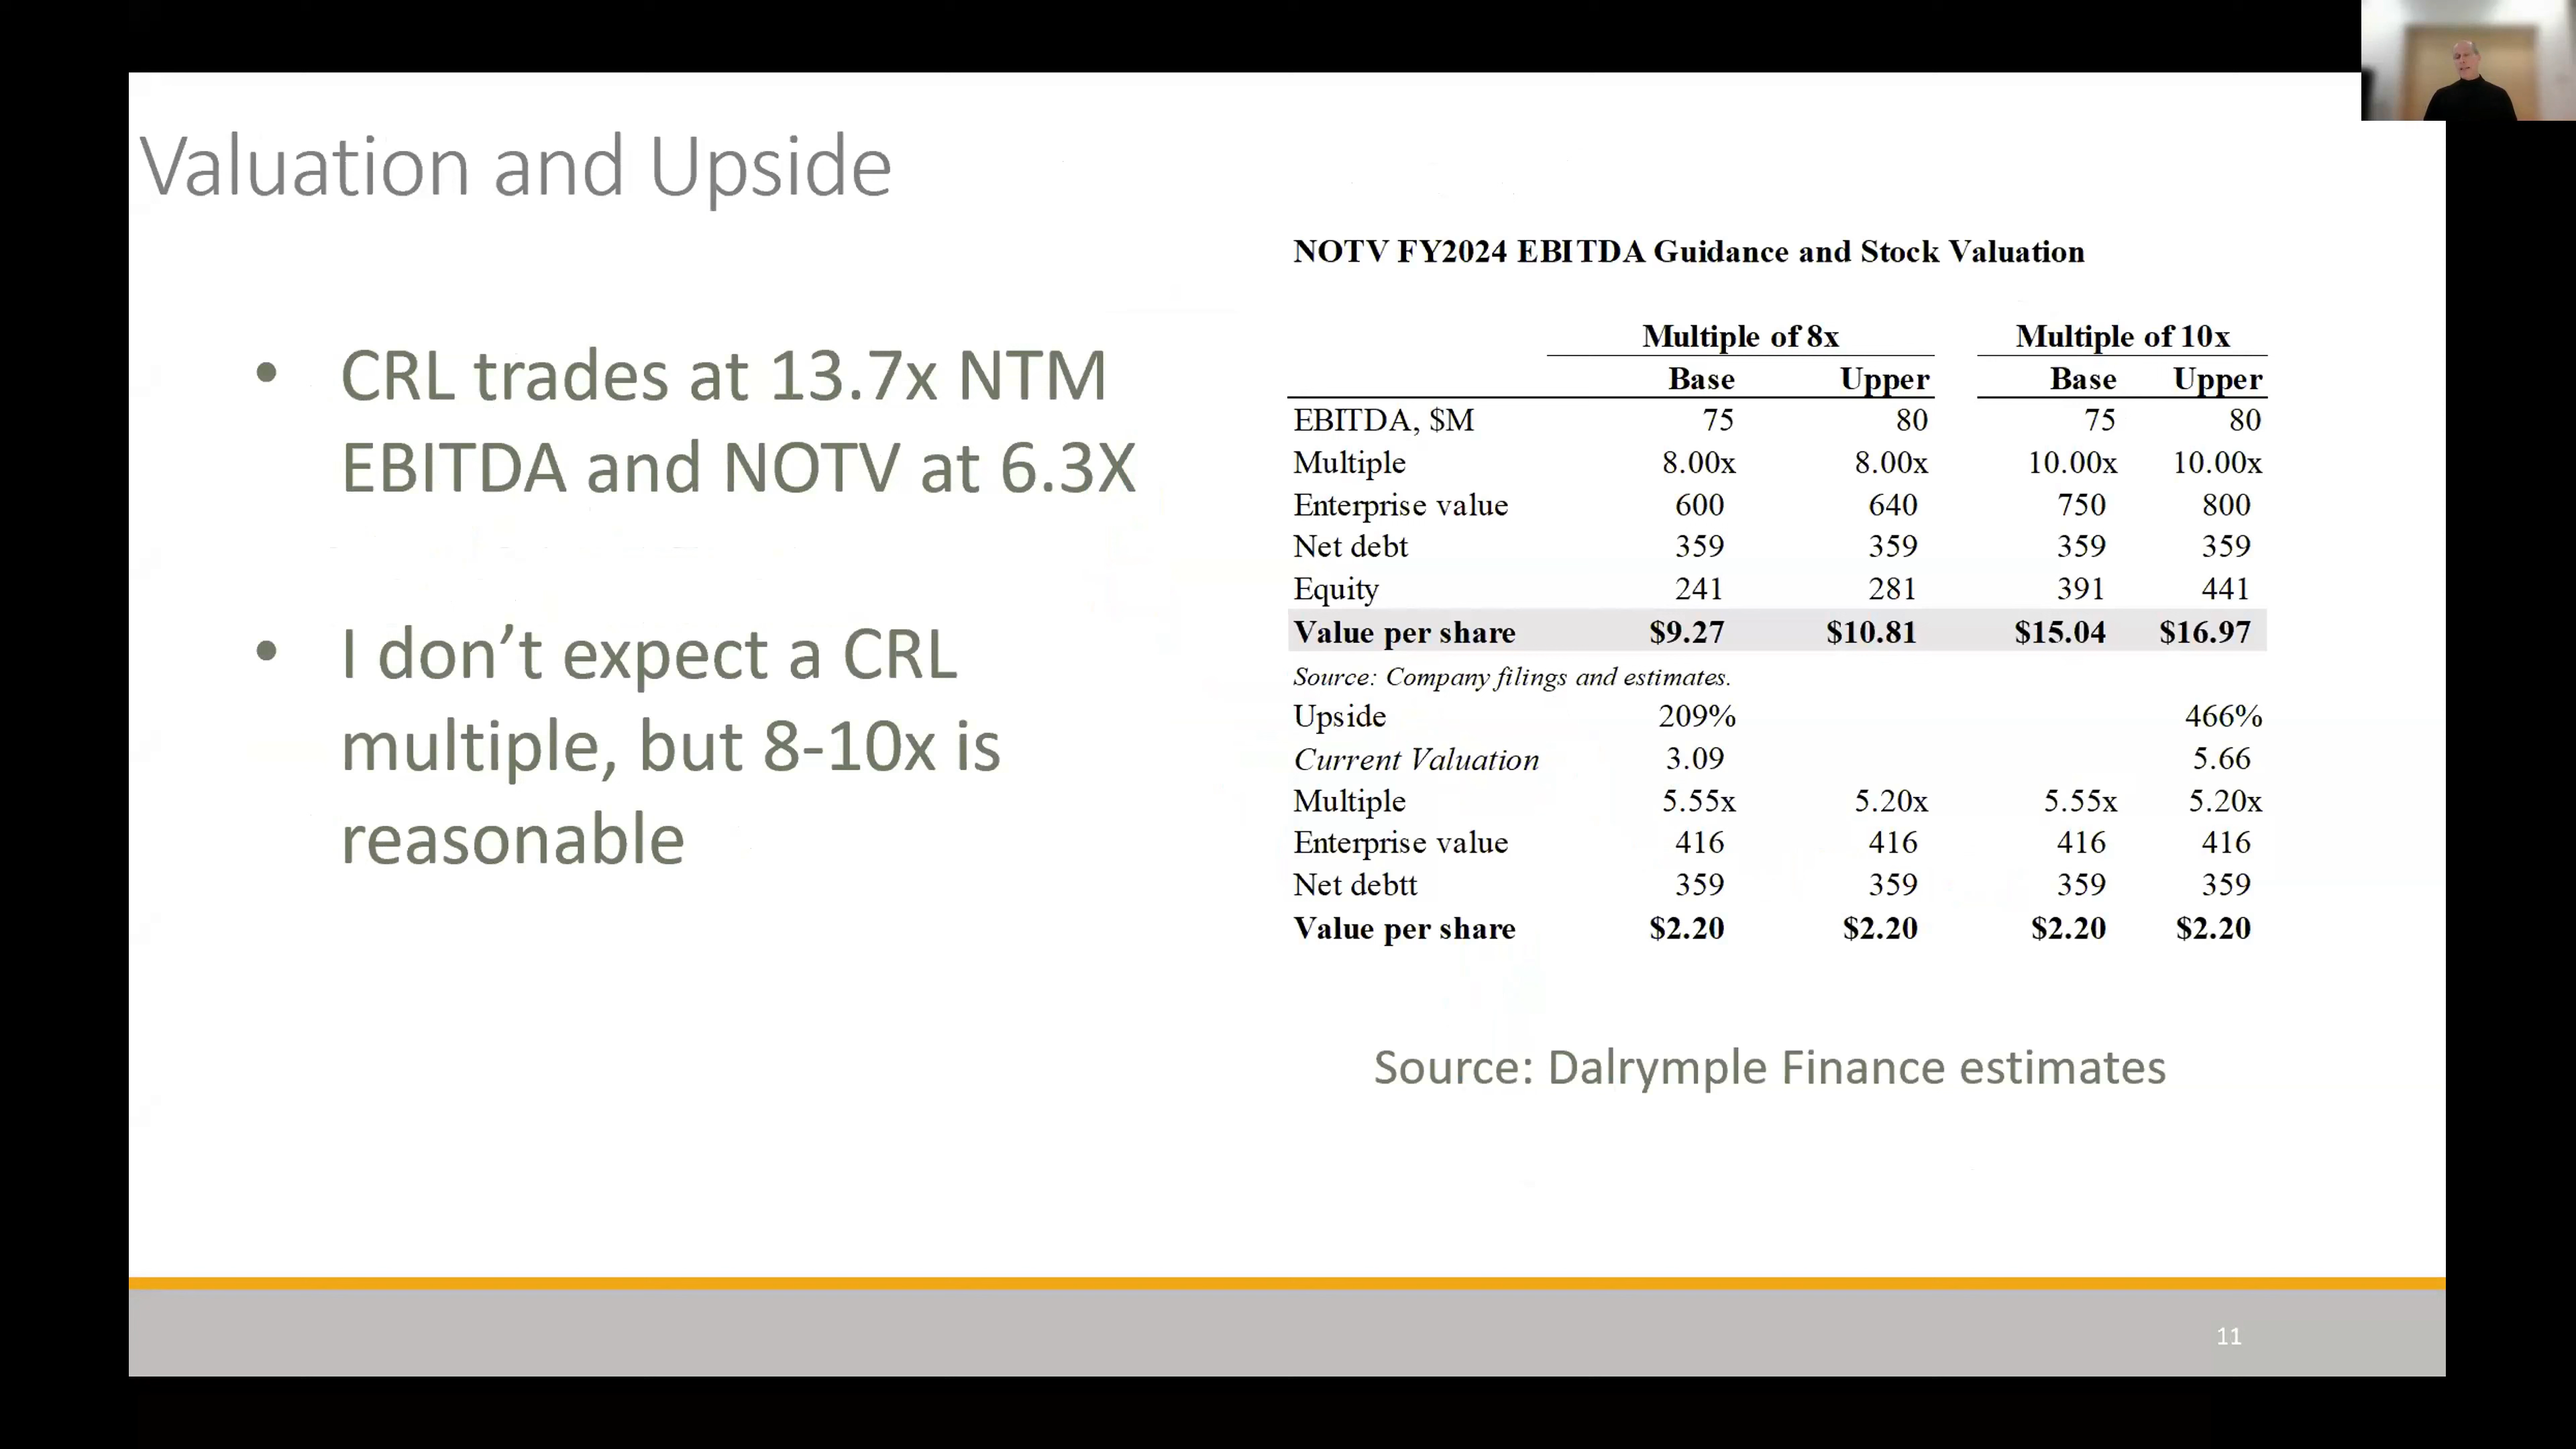 Valuation and Upside
• CRL trades at 13.7x NTM
EBITDA and NOTV at 6.3X
• I don’t expect a CRL
multiple, but 8-10x is
reasonable
NOTV FY2024 EBITDA Guidance and Stock Valuation
Multiple of 8x Multiple of 10x
Base Upper Base Upper
EBITDA, $M 75 80 75 80
Multiple 8.00x 8.00x 10.00x 10.00x
Enterprise value 600 640 750 800
Net debt 359 359 359 359
Equity 241 281 391 441
Value per share $9.27 $10.81 $15.04 $16.97
Source: Company filings and estimates.
Upside 209% 466%
Current Valuation 3.09 5.66
Multiple 5.55x 5.20x 5.55x 5.20x
Enterprise value 416 416 416 416
Net debtt 359 359 359 359
Value per share $2.20 $2.20 $2.20 $2.20
Source: Dalrymple Finance estimates
11